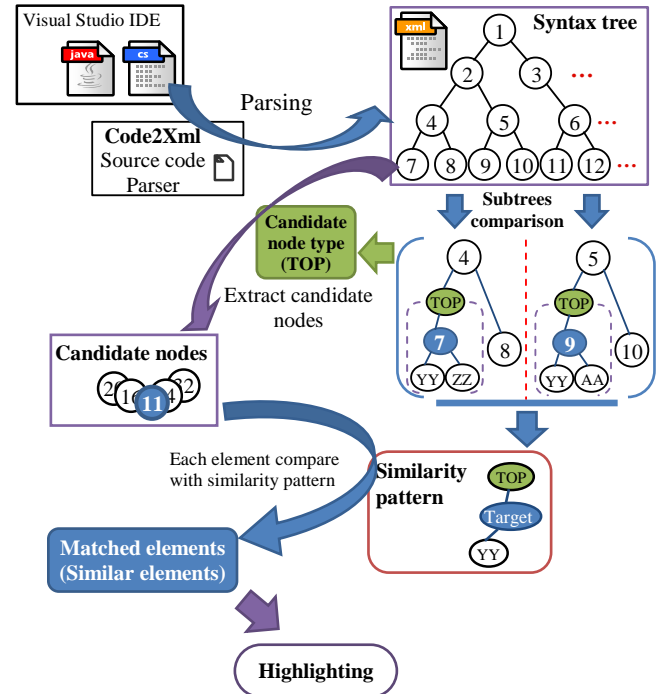 Visual Studio IDE
java
cs
Parsing
Code2Xml
Source code
Parser
xml
Syntax tree
1
2
3
...
4
5
6
...
7
8
9
10
11
12
...
Subtrees
comparison
Candidate
node type
(TOP)
Extract candidate
nodes
4
TOP
7
8
YY
ZZ
5
TOP
9
10
YY
AA
Candidate nodes
11
32
Each element compare
with similarity pattern
Similarity
pattern
TOP
Target
YY
Matched elements
(Similar elements)
Highlighting